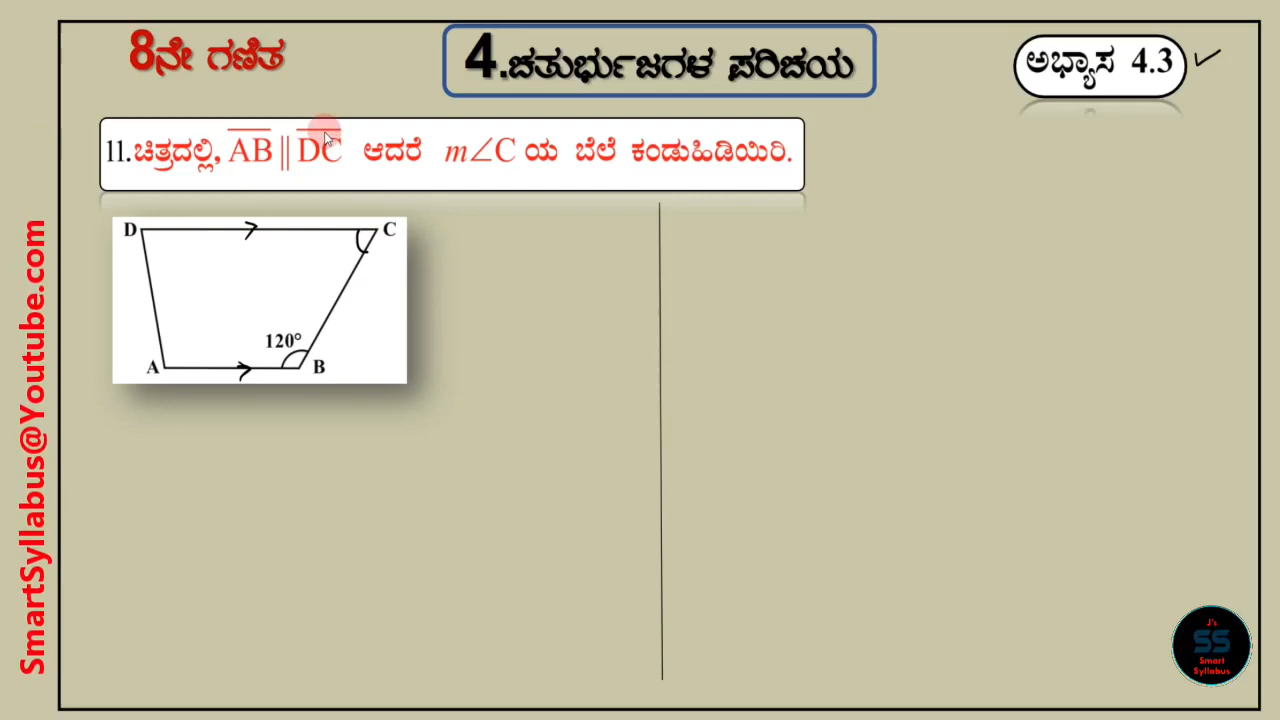 8ನೇ ಗಣಿತ
4.ಚತುರ್ಭುಜಗಳ ಪರಿಚಯ
ಅಭ್ಯಾಸ 4.3
11.ಚಿತ್ರದಲ್ಲಿ, AB || DC ಆದರೆ m∠C ಯ ಬೆಲೆ ಕಂಡುಹಿಡಿಯಿರಿ.
D C
120°
A B
SmartSyllabus@Youtube.com
J's
SS
Smart
Syllabus